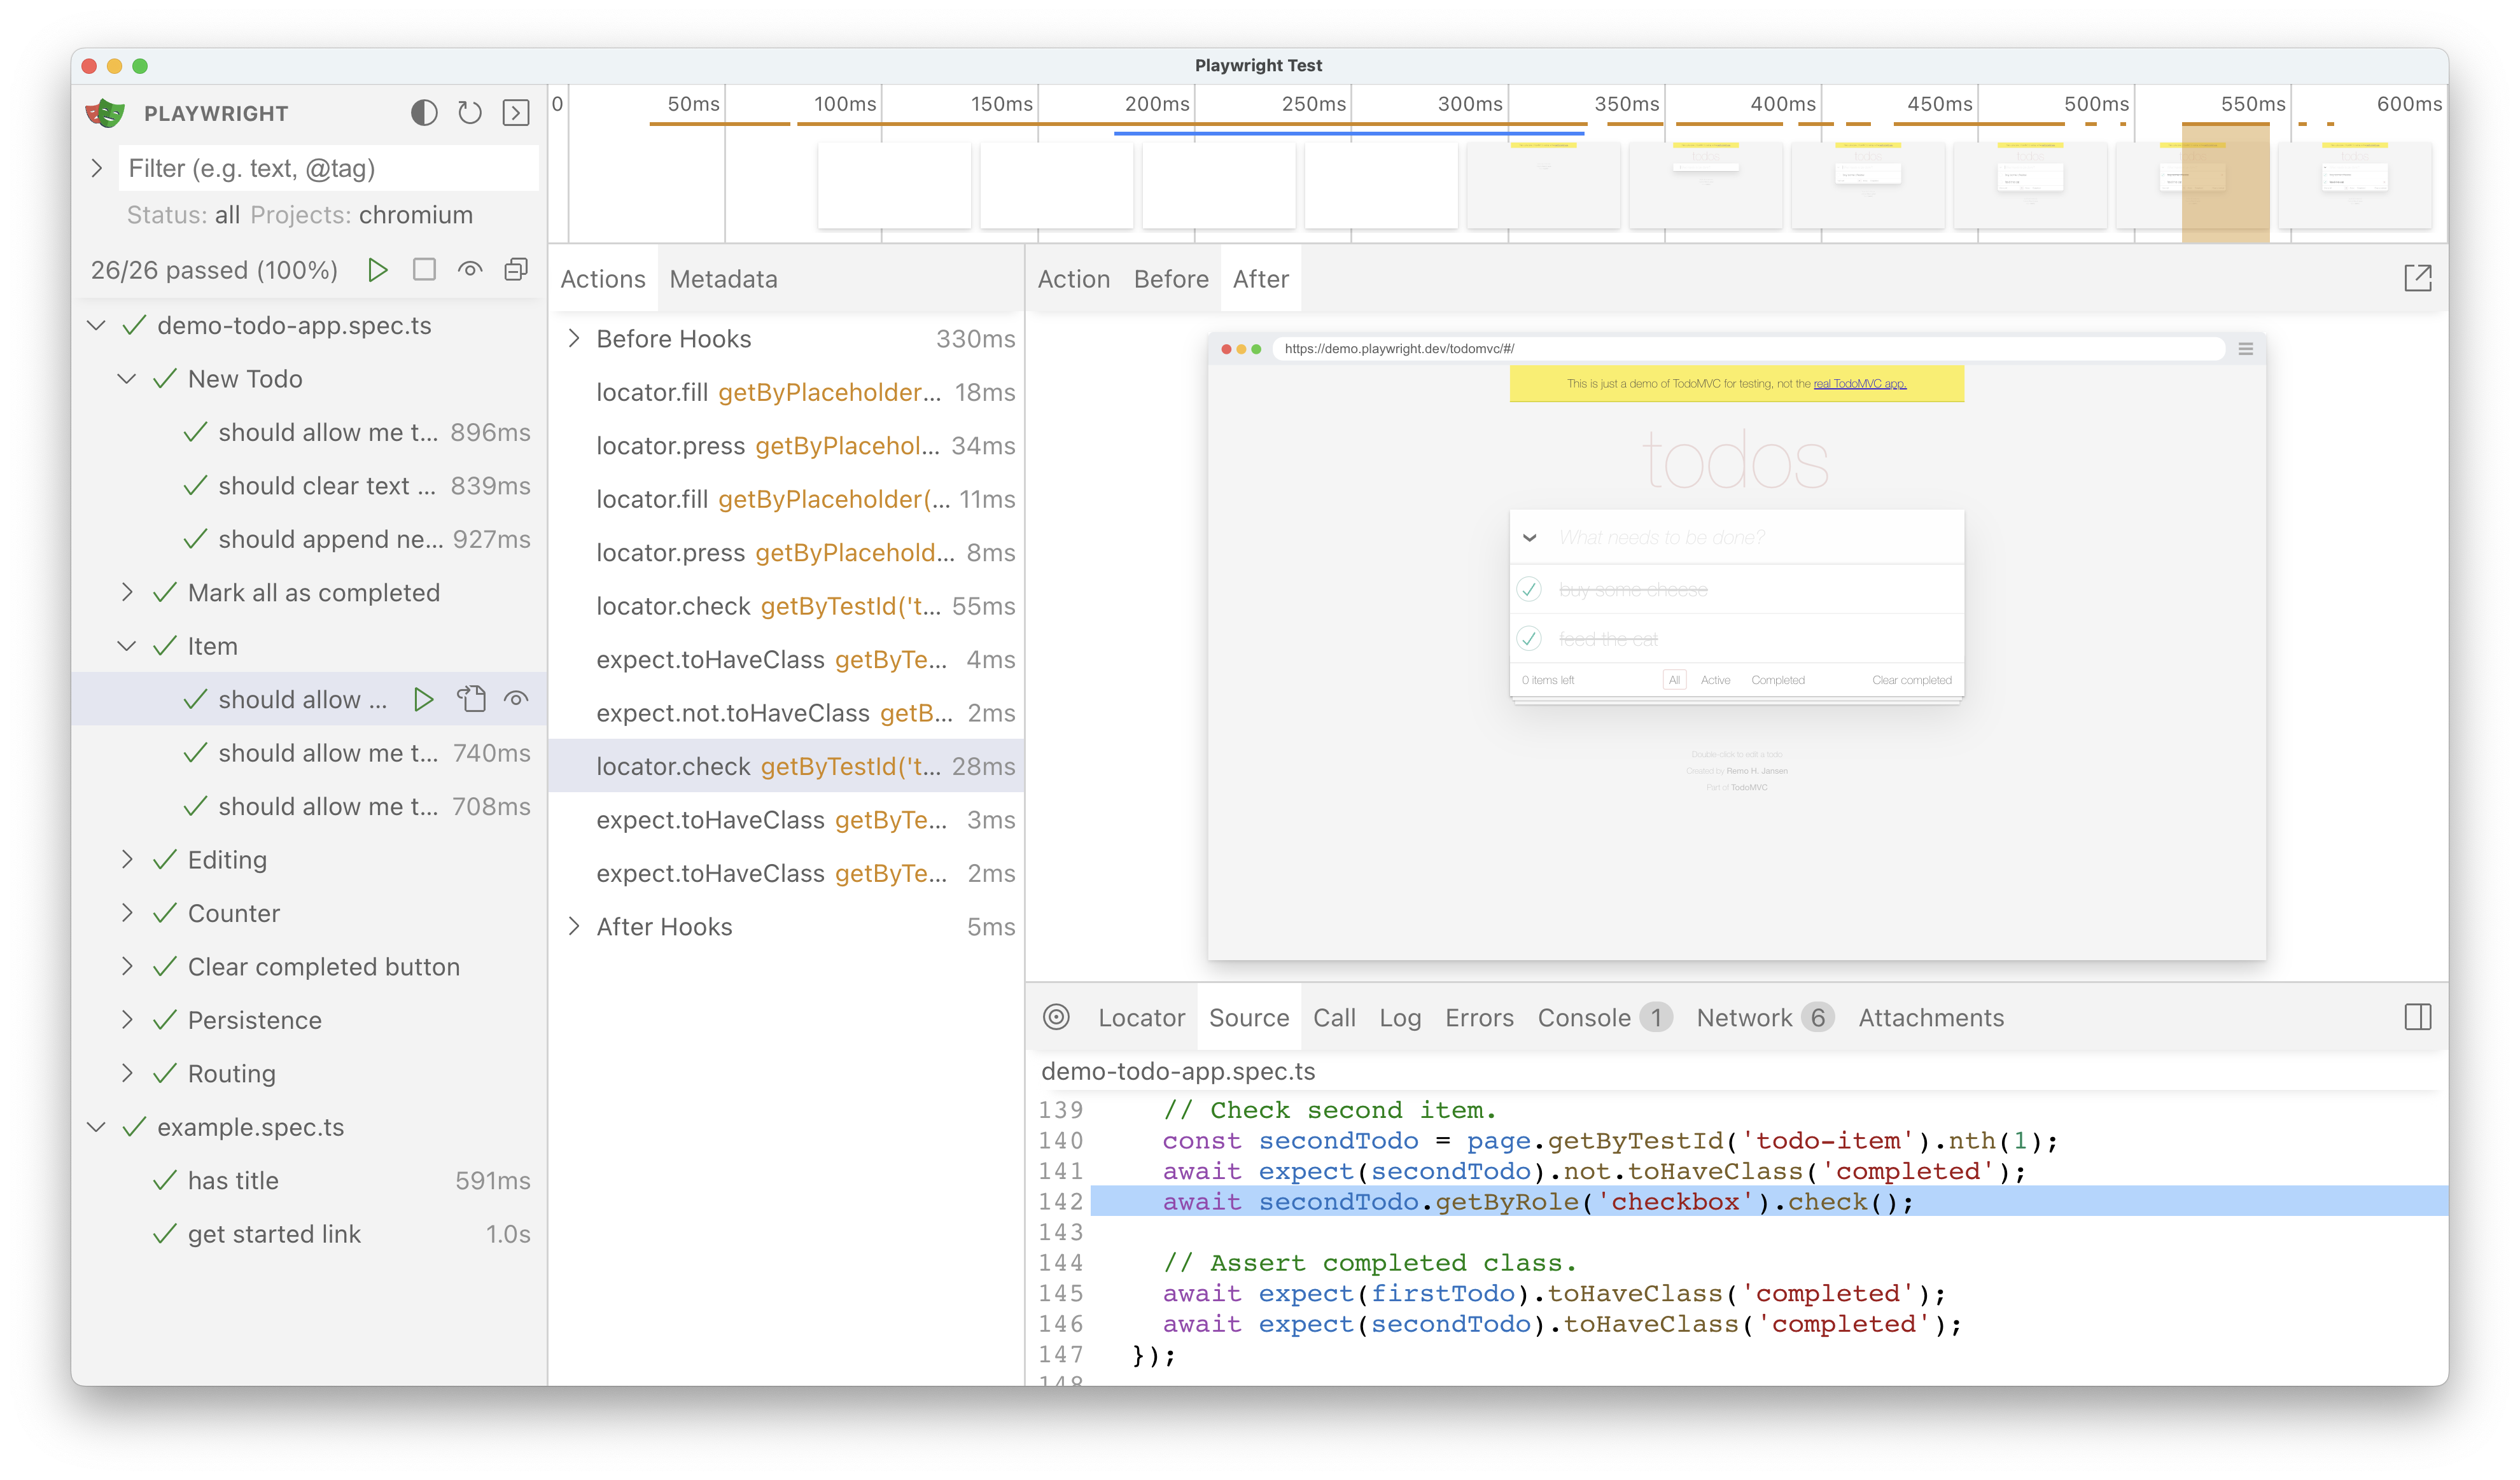 Playwright Test
PLAYWRIGHT
Filter (e.g. text, @tag)
Status: all Projects: chromium
26/26 passed (100%)
demo-todo-app.spec.ts
New Todo
should allow me t... 896ms
should clear text ... 839ms
should append ne... 927ms
Mark all as completed
Item
should allow ...
should allow me t... 740ms
should allow me t... 708ms
Editing
Counter
Clear completed button
Persistence
Routing
example.spec.ts
has title 591ms
get started link 1.0s
0 50ms 100ms 150ms 200ms 250ms 300ms 350ms 400ms 450ms 500ms 550ms 600ms
Actions Metadata
Before Hooks 330ms
locator.fill getByPlaceholder... 18ms
locator.press getByPlacehol... 34ms
locator.fill getByPlaceholder(... 11ms
locator.press getByPlacehold... 8ms
locator.check getByTestId('t... 55ms
expect.toHaveClass getByTe... 4ms
expect.not.toHaveClass getB... 2ms
locator.check getByTestId('t... 28ms
expect.toHaveClass getByTe... 3ms
expect.toHaveClass getByTe... 2ms
After Hooks 5ms
Action Before After
https://demo.playwright.dev/todomvc/#/
This is just a demo of TodoMVC for testing, not the real TodoMVC app.
todos
What needs to be done?
buy some cheese
feed the cat
0 items left All Active Completed Clear completed
Double-click to edit a todo
Created by Remo H. Jansen
Part of TodoMVC
Locator Source Call Log Errors Console 1 Network 6 Attachments
demo-todo-app.spec.ts
139 // Check second item.
140 const secondTodo = page.getByTestId('todo-item').nth(1);
141 await expect(secondTodo).not.toHaveClass('completed');
142 await secondTodo.getByRole('checkbox').check();
143
144 // Assert completed class.
145 await expect(firstTodo).toHaveClass('completed');
146 await expect(secondTodo).toHaveClass('completed');
147 });
148